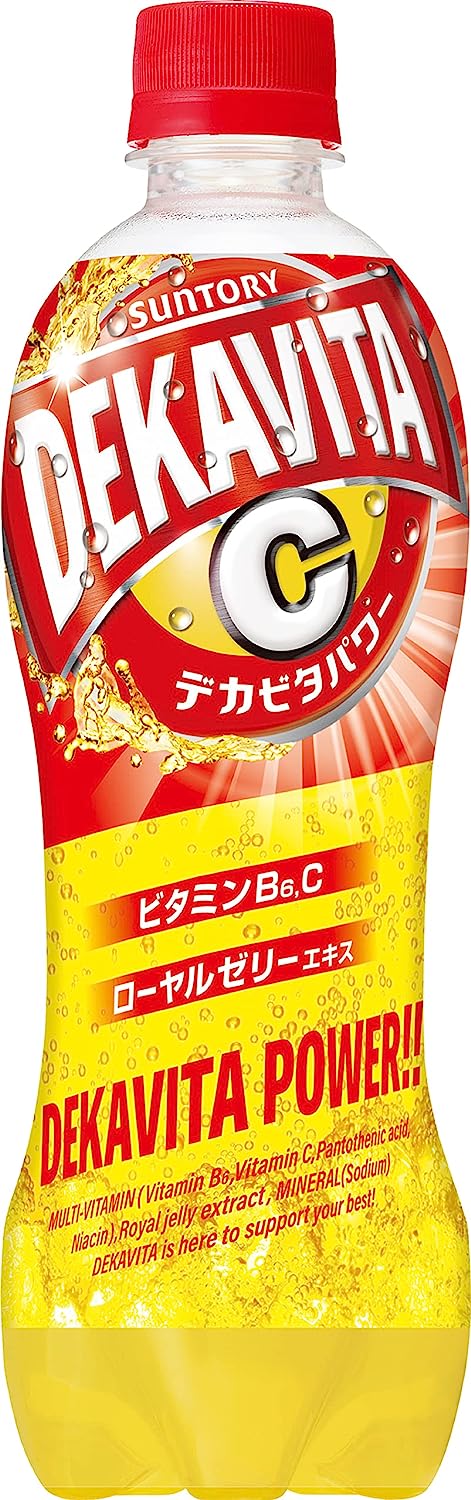 SUNTORY
DEKAVITA
C
デカビタパワー
ビタミンB6,C
ローヤルゼリーエキス
DEKAVITA POWER!!
MULTI-VITAMIN(Vitamin B6,Vitamin C,Pantothenic acid,
Niacin),Royal jelly extract, MINERAL(Sodium)
DEKAVITA is here to support your best!